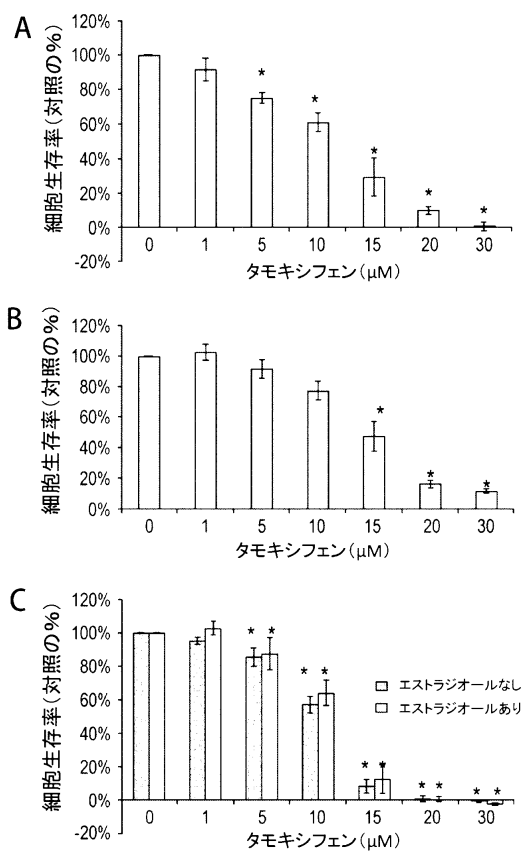 A
細胞生存率(対照の%)
120%
100%
80%
60%
40%
20%
0%
-20%
* * * * *
0 1 5 10 15 20 30
タモキシフェン(μM)
B
細胞生存率(対照の%)
120%
100%
80%
60%
40%
20%
0%
* * *
0 1 5 10 15 20 30
タモキシフェン(μM)
C
細胞生存率(対照の%)
120%
100%
80%
60%
40%
20%
0%
-20%
* * * * * * * * * *
エストラジオールなし
エストラジオールあり
0 1 5 10 15 20 30
タモキシフェン(μM)